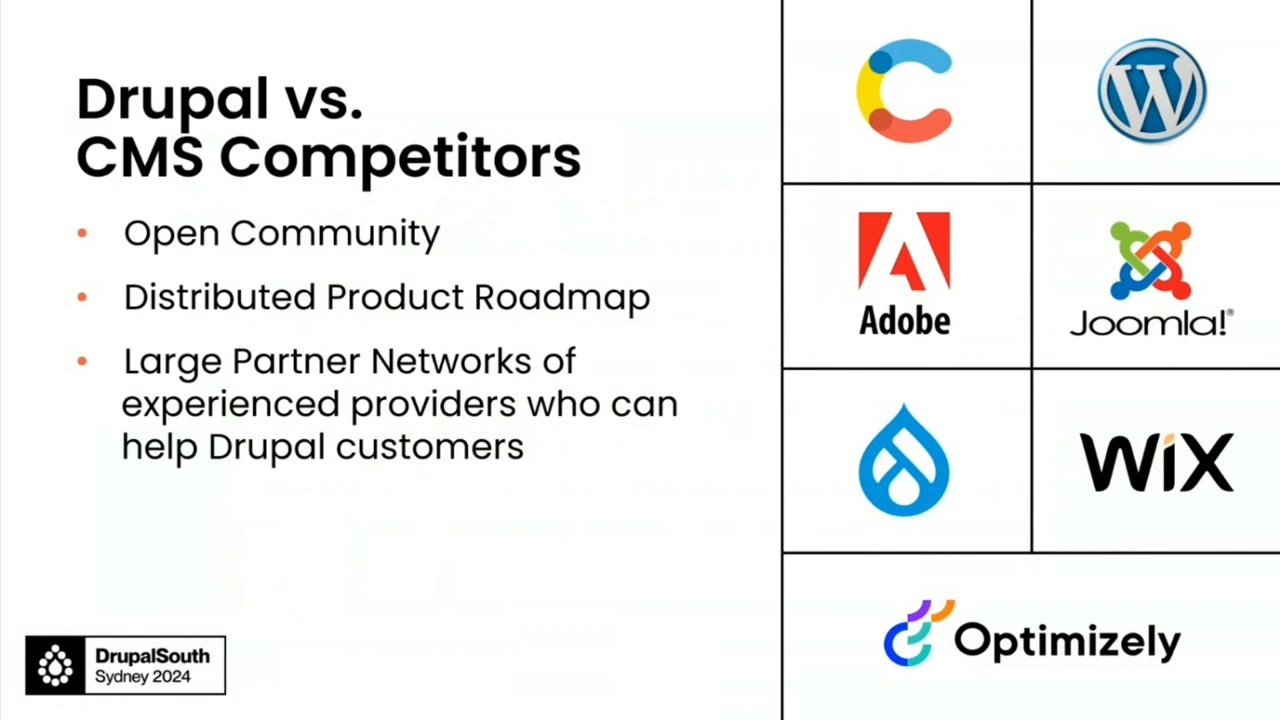 Drupal vs.
CMS Competitors
• Open Community
• Distributed Product Roadmap
• Large Partner Networks of
experienced providers who can
help Drupal customers
DrupalSouth
Sydney 2024
W
Adobe
Joomla!®
WiX
Optimizely